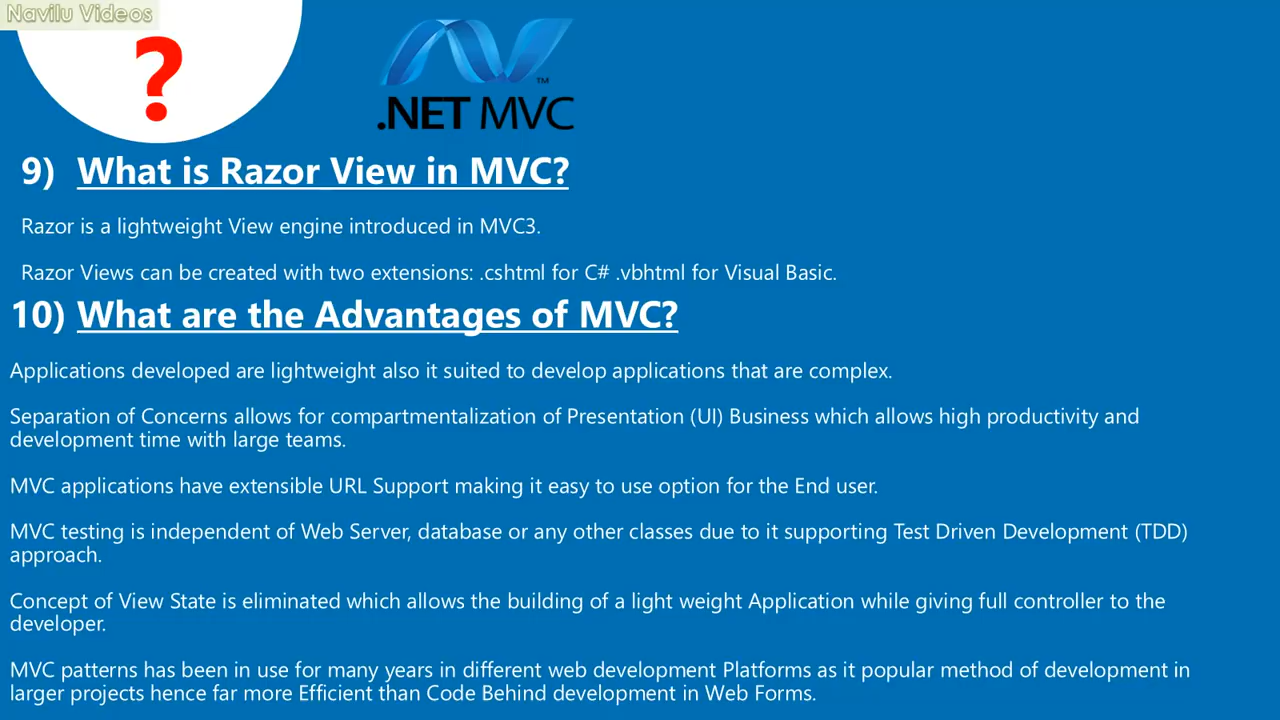 Navilu Videos
?
TM
.NET MVC
9) What is Razor View in MVC?
Razor is a lightweight View engine introduced in MVC3.
Razor Views can be created with two extensions: .cshtml for C# .vbhtml for Visual Basic.
10) What are the Advantages of MVC?
Applications developed are lightweight also it suited to develop applications that are complex.
Separation of Concerns allows for compartmentalization of Presentation (UI) Business which allows high productivity and
development time with large teams.
MVC applications have extensible URL Support making it easy to use option for the End user.
MVC testing is independent of Web Server, database or any other classes due to it supporting Test Driven Development (TDD)
approach.
Concept of View State is eliminated which allows the building of a light weight Application while giving full controller to the
developer.
MVC patterns has been in use for many years in different web development Platforms as it popular method of development in
larger projects hence far more Efficient than Code Behind development in Web Forms.